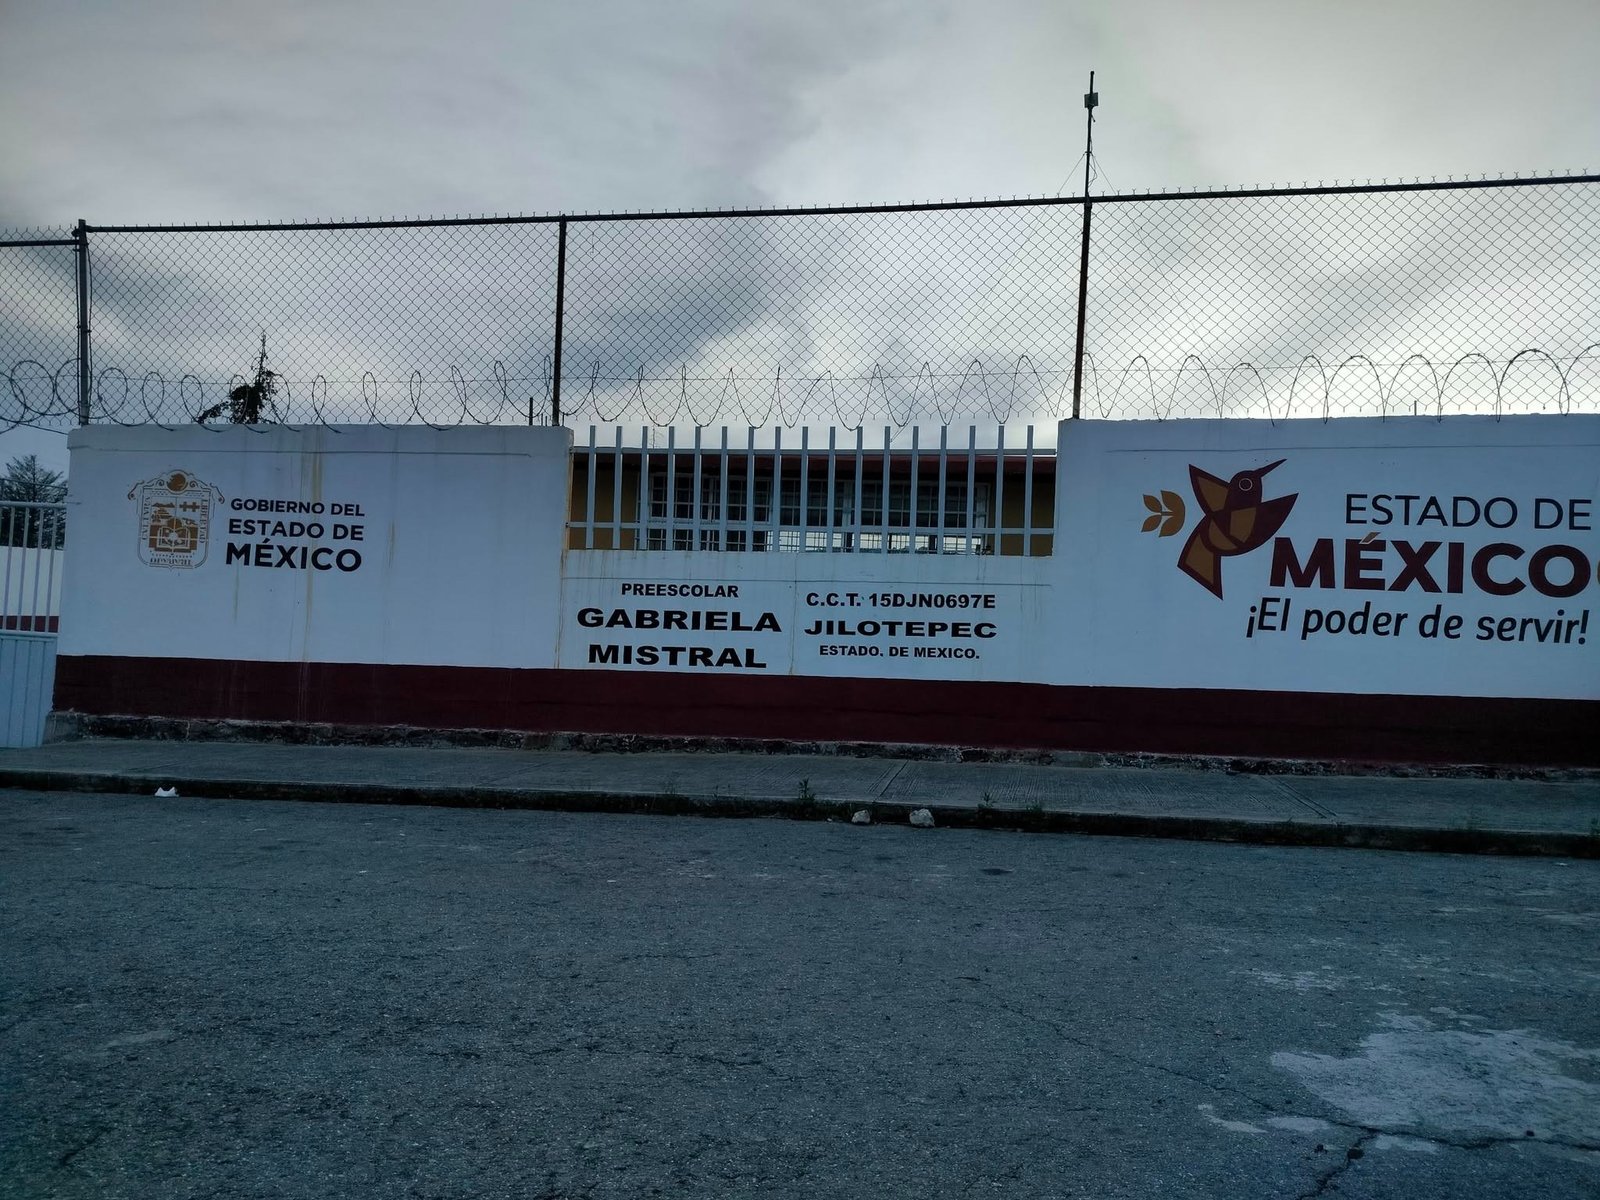 GOBIERNO DEL
ESTADO DE
MÉXICO
PREESCOLAR
GABRIELA
MISTRAL
C.C.T. 15DJN0697E
JILOTEPEC
ESTADO. DE MEXICO.
ESTADO DE
MÉXICO
¡El poder de servir!